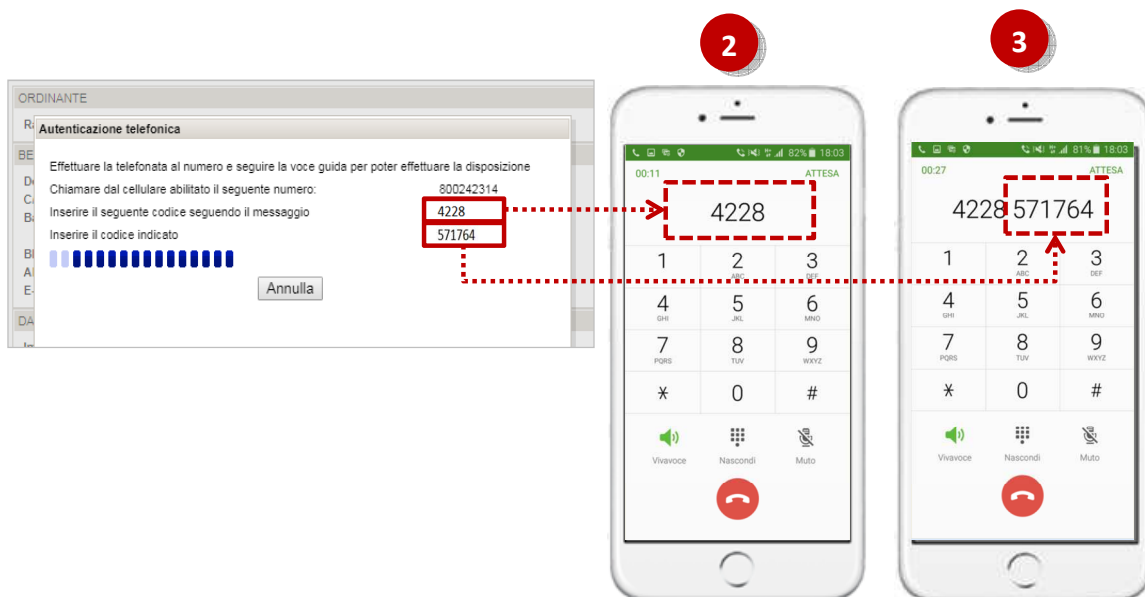 2
3
ORDINANTE
R
Autenticazione telefonica
BE
Effettuare la telefonata al numero e seguire la voce guida per poter effettuare la disposizione
Chiamare dal cellulare abilitato il seguente numero: 800242314
Inserire il seguente codice seguendo il messaggio 4228
Inserire il codice indicato 571764
Annulla
E-
DA
82% 18:03
00:11 ATTESA
4228
1 2 ABC 3 DEF
4 GHI 5 JKL 6 MNO
7 PQRS 8 TUV 9 WXYZ
* 0 #
Vivavoce Nascondi Muto
81% 18:03
00:27 ATTESA
4228 571764
1 2 ABC 3 DEF
4 GHI 5 JKL 6 MNO
7 PQRS 8 TUV 9 WXYZ
* 0 #
Vivavoce Nascondi Muto